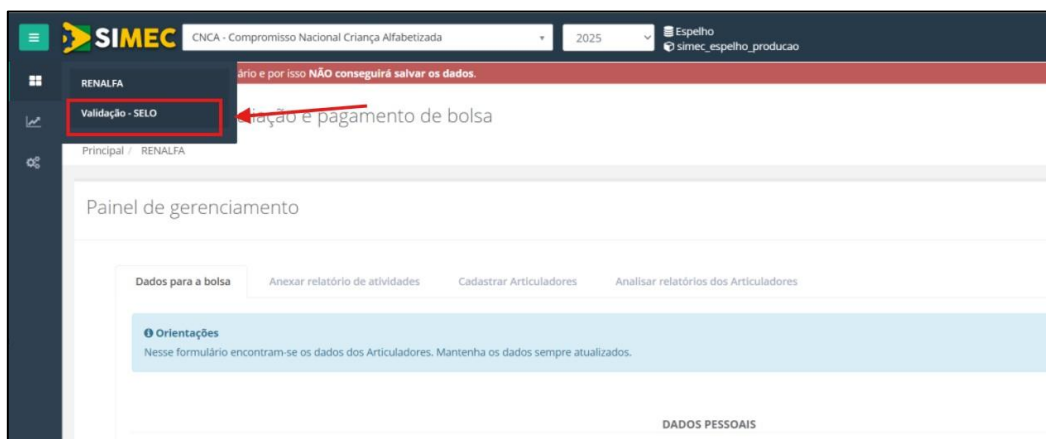 SIMEC
CNCA - Compromisso Nacional Criança Alfabetizada
2025
Espelho
simec_espelho_producao
RENALFA
ário e por isso NÃO conseguirá salvar os dados.
Validação - SELO
e pagamento de bolsa
Principal / RENALFA
Painel de gerenciamento
Dados para a bolsa
Anexar relatório de atividades
Cadastrar Articuladores
Analisar relatórios dos Articuladores
Orientações
Nesse formulário encontram-se os dados dos Articuladores. Mantenha os dados sempre atualizados.
DADOS PESSOAIS